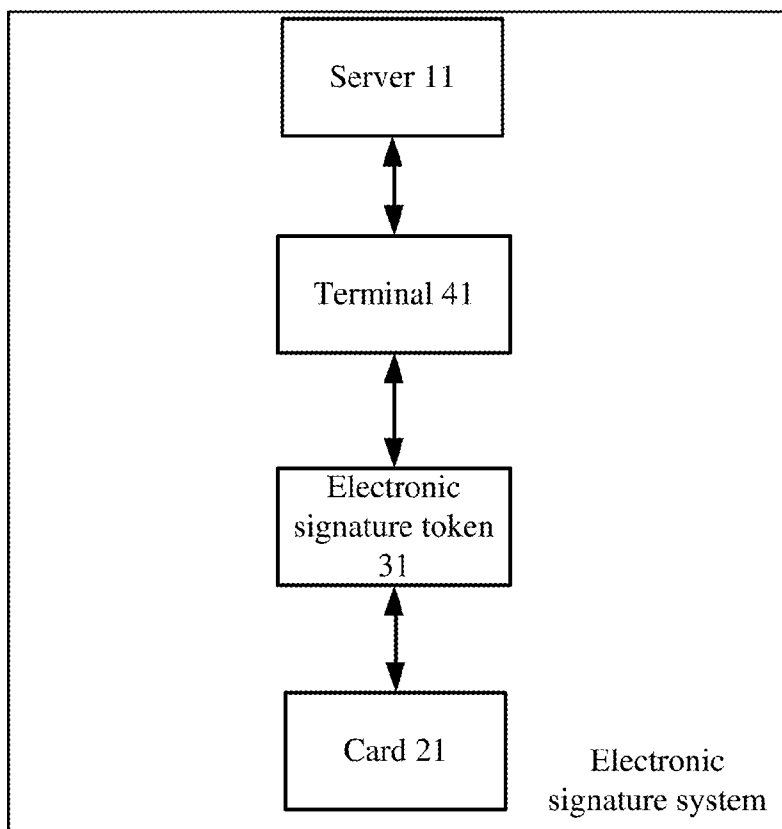 Server 11
Terminal 41
Electronic
signature token
31
Card 21
Electronic
signature system